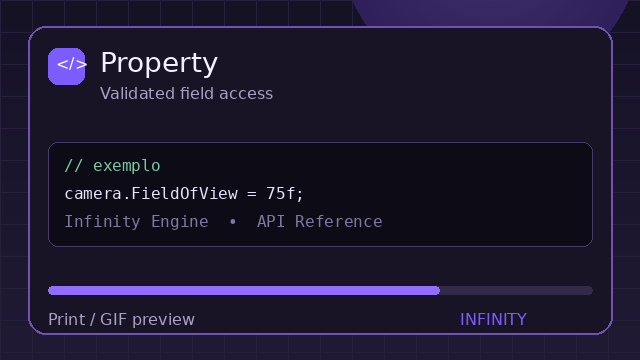 </>
Property
Validated field access
// exemplo
camera.FieldOfView = 75f;
Infinity Engine • API Reference
Print / GIF preview
INFINITY